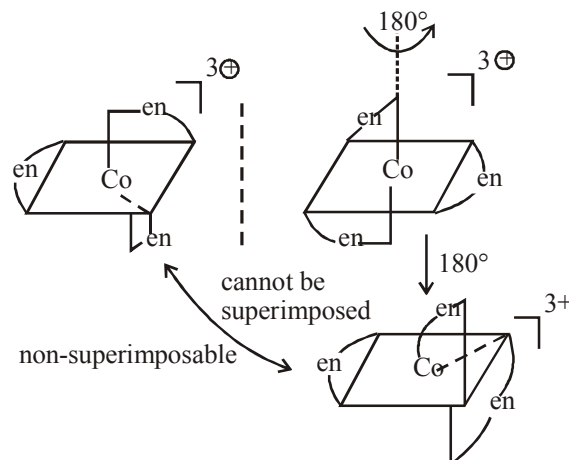 180°
3⊕
3⊕
en
en
en
Co
Co
en
en
en
180°
cannot be
superimposed
en
3+
non-superimposable
en
Co
en